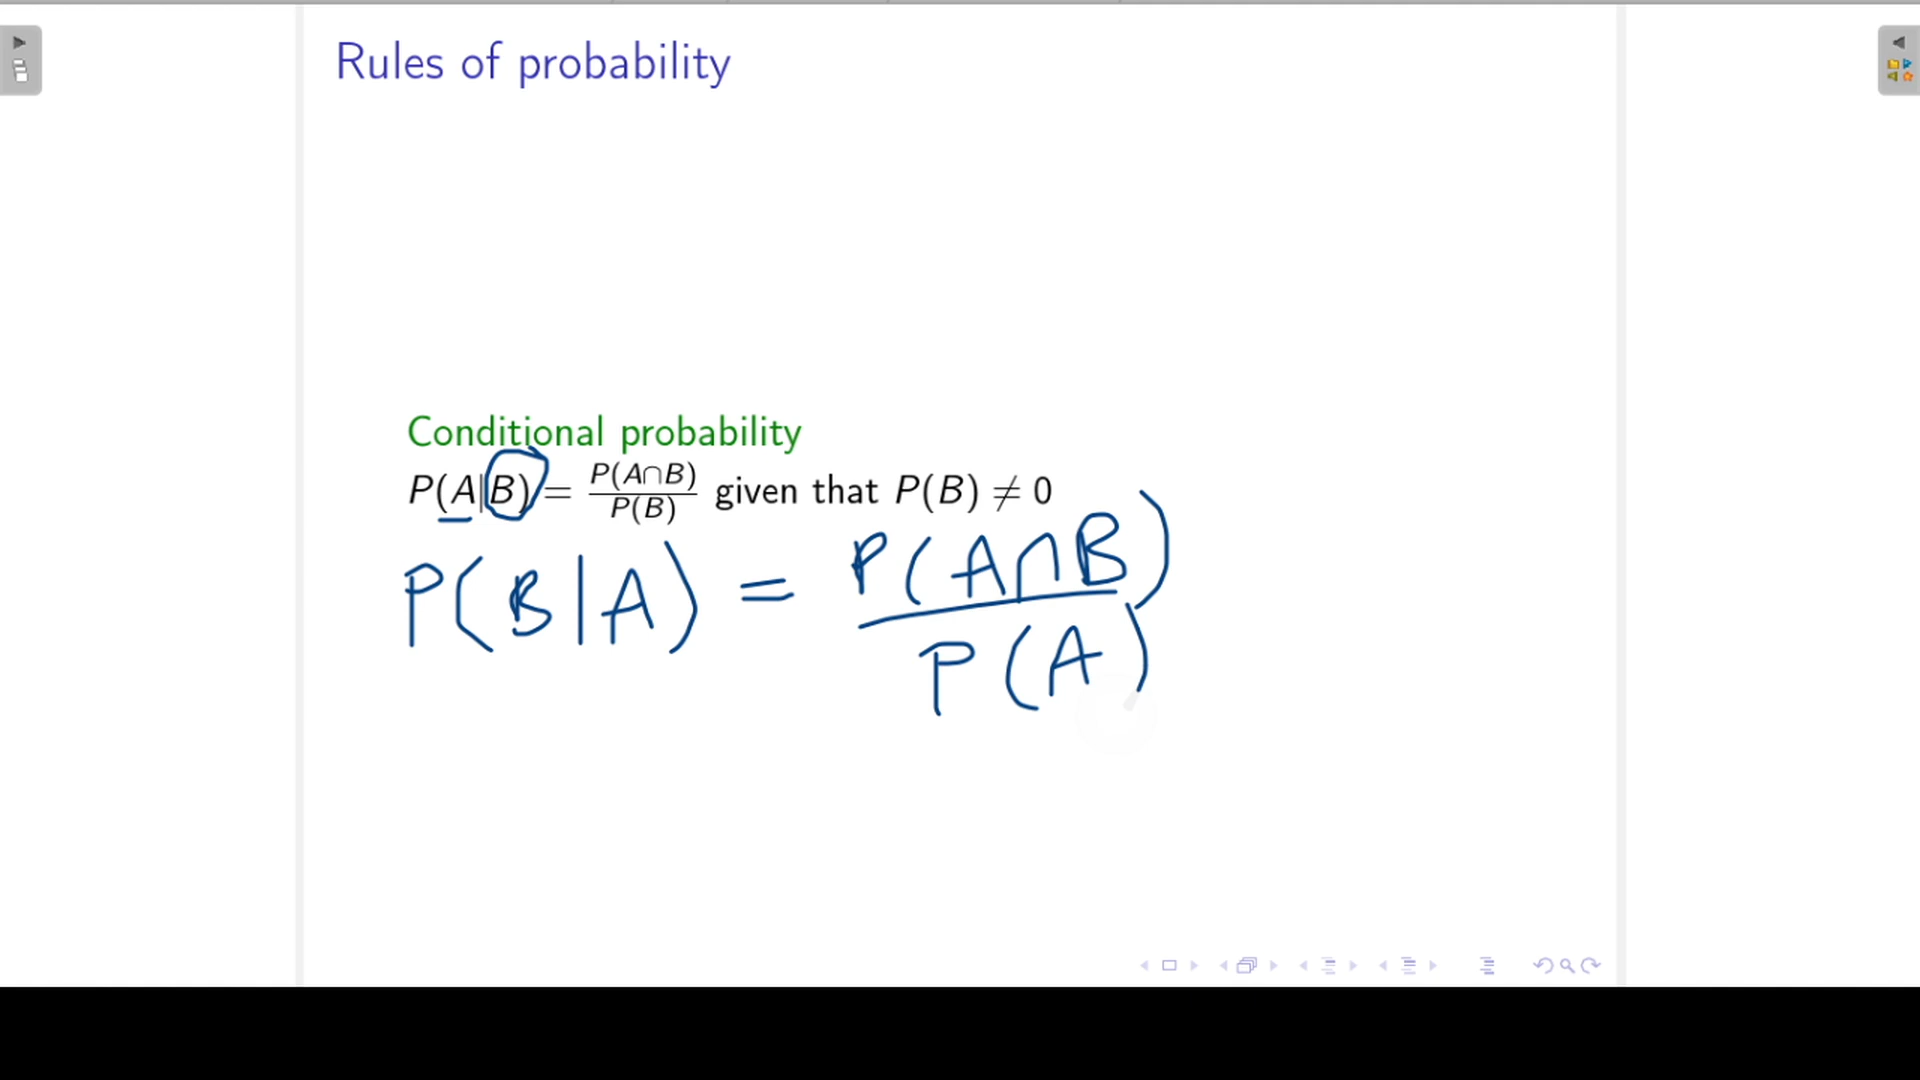 Rules of probability
Conditional probability
P(A|B) = P(A∩B)/P(B) given that P(B) ≠ 0
P(B|A) = P(A∩B)/P(A)